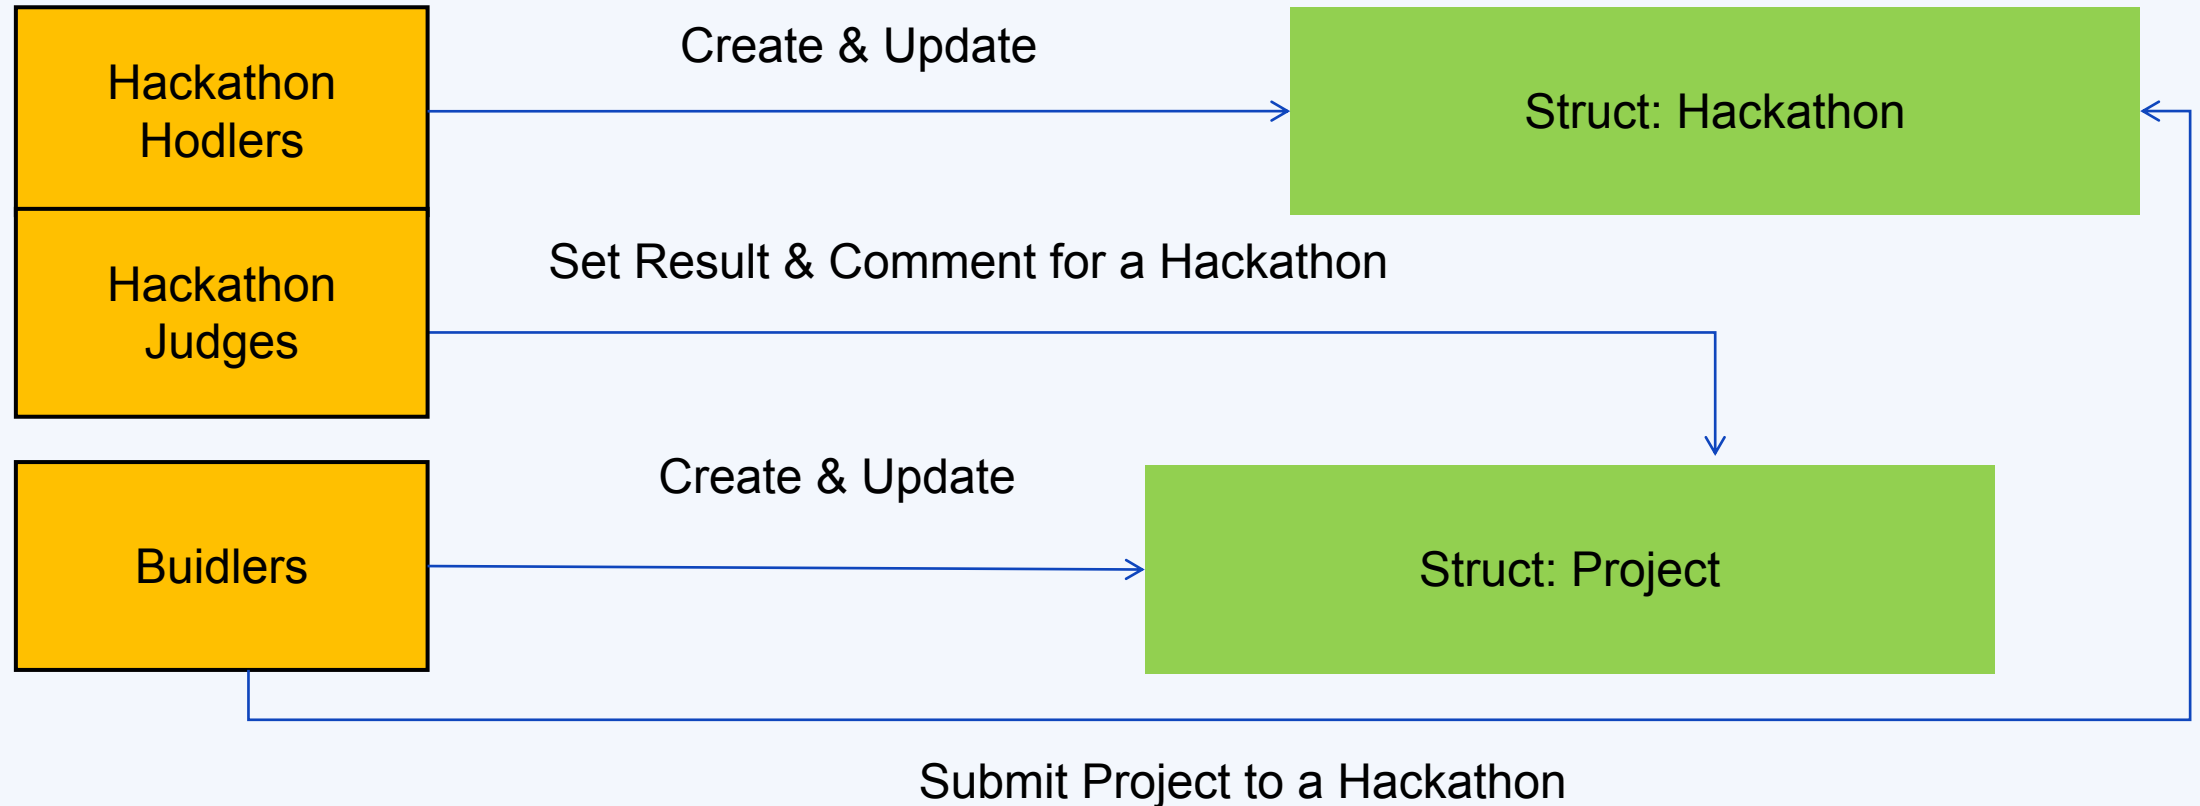 Hackathon
Hodlers
Create & Update
Struct: Hackathon
Hackathon
Judges
Set Result & Comment for a Hackathon
Buidlers
Create & Update
Struct: Project
Submit Project to a Hackathon